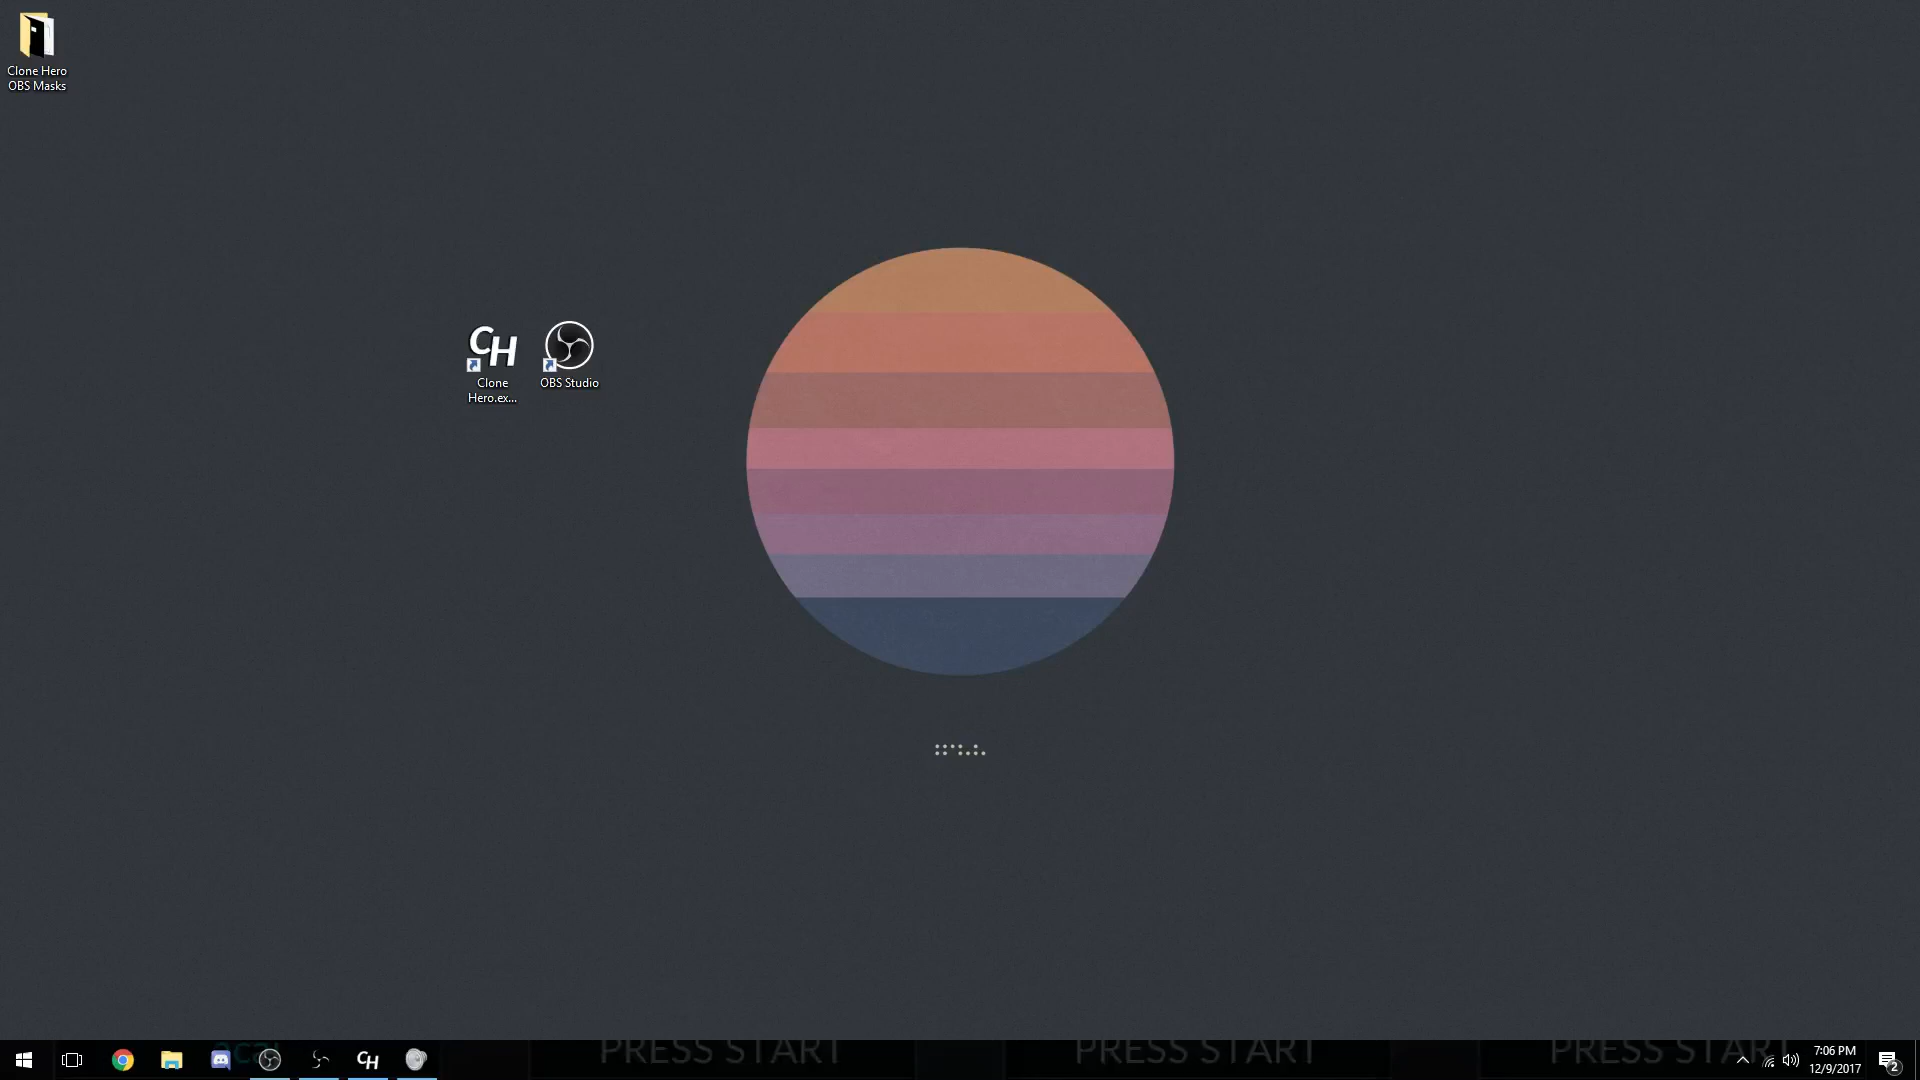 Clone Hero
OBS Masks
CH
Clone
Hero.ex...
OBS Studio
PRESS START
PRESS START
PRESS START
CH
7:06 PM
12/9/2017
2